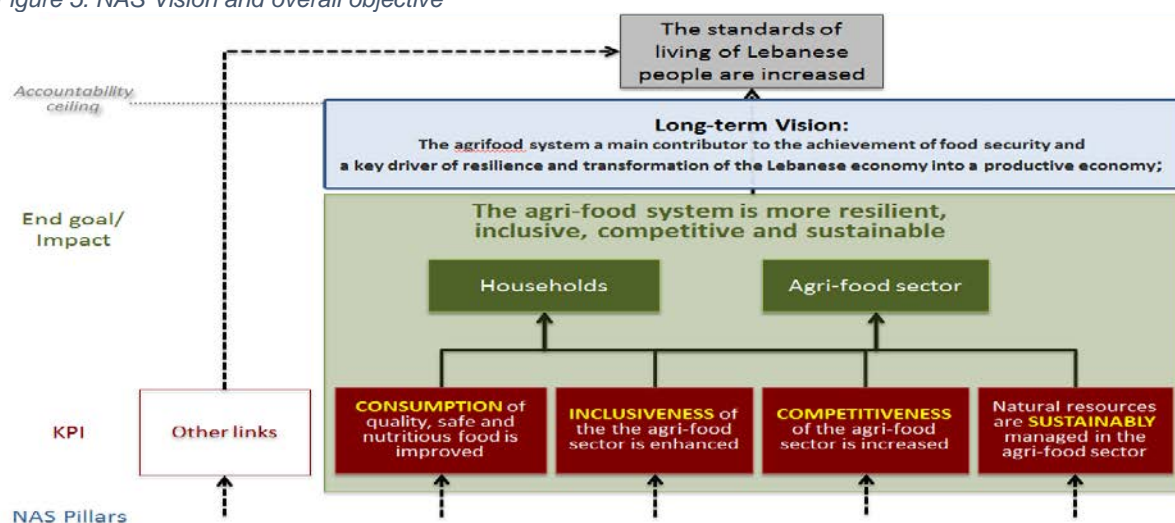 Figure 5: NAS Vision and overall objective
The standards of
living of Lebanese
people are increased
Accountability
ceiling
Long-term Vision:
The agrifood system a main contributor to the achievement of food security and
a key driver of resilience and transformation of the Lebanese economy into a productive economy;
End goal/
Impact
The agri-food system is more resilient,
inclusive, competitive and sustainable
Households
Agri-food sector
KPI
Other links
CONSUMPTION of
quality, safe and
nutritious food is
improved
INCLUSIVENESS of
the the agri-food
sector is enhanced
COMPETITIVENESS
of the agri-food
sector is increased
Natural resources
are SUSTAINABLY
managed in the
agri-food sector
NAS Pillars